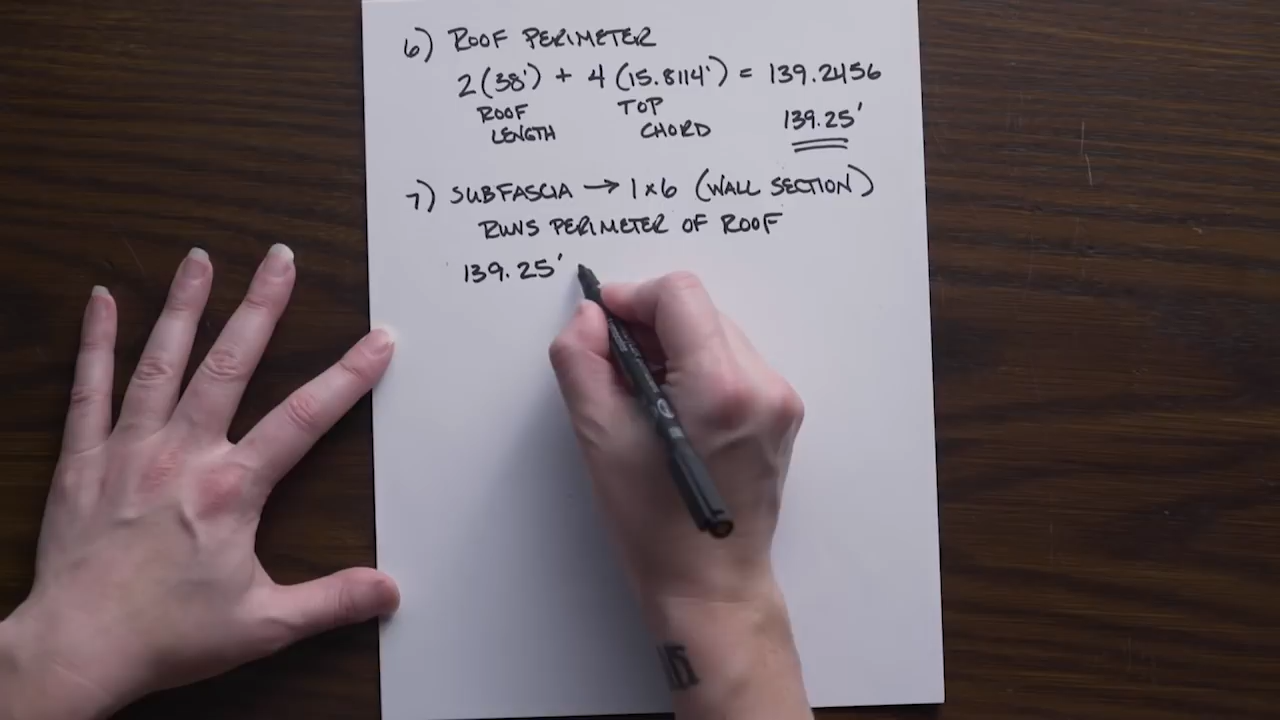 6) ROOF PERIMETER
2(38') + 4(15.8114') = 139.2456
ROOF LENGTH TOP CHORD 139.25'
7) SUBFASCIA → 1x6 (WALL SECTION)
RUNS PERIMETER OF ROOF
139.25'